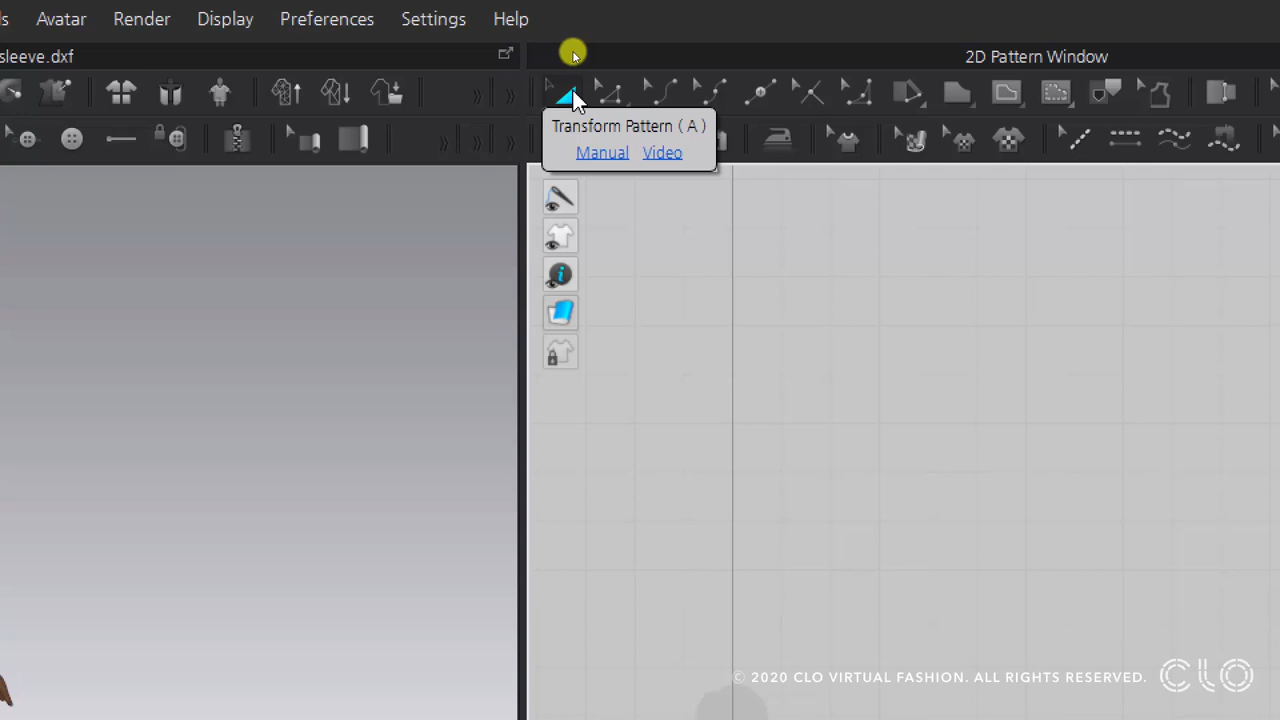 Avatar Render Display Preferences Settings Help
sleeve.dxf
2D Pattern Window
Transform Pattern ( A )
Manual Video
© 2020 CLO VIRTUAL FASHION. ALL RIGHTS RESERVED. CLO